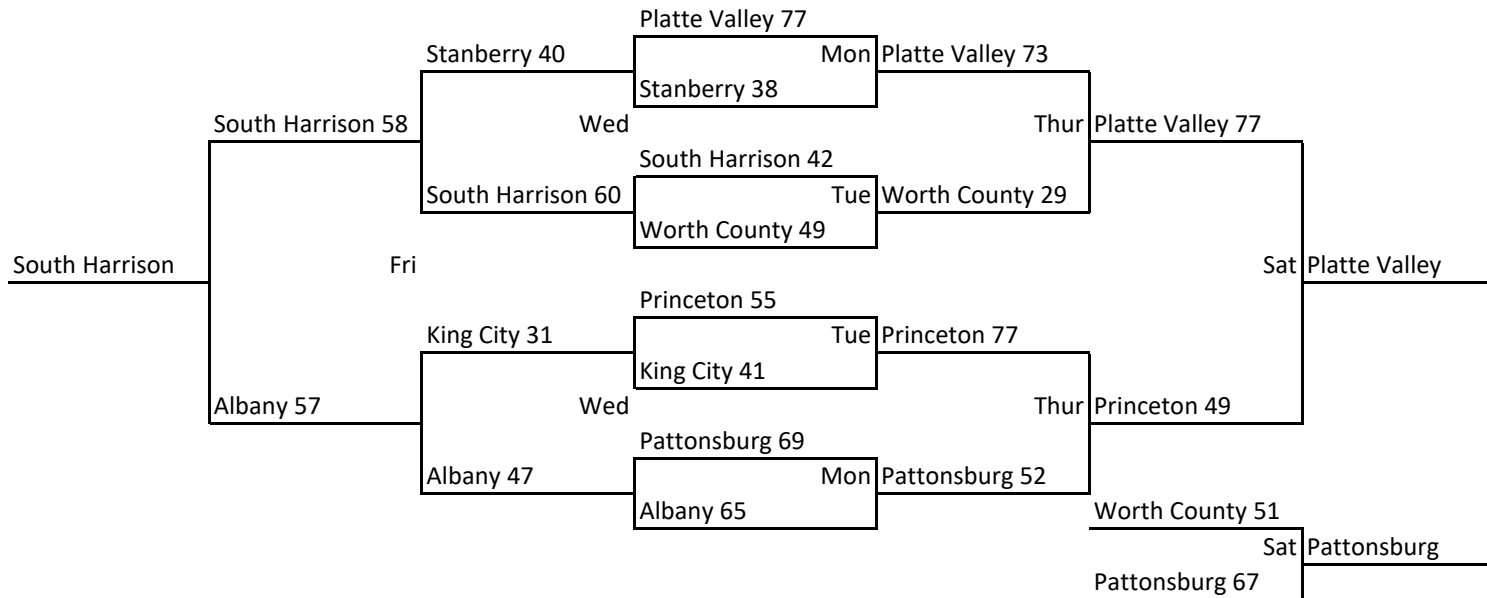 Platte Valley 77
Stanberry 40
Mon Platte Valley 73
Stanberry 38
South Harrison 58
Wed
Thur Platte Valley 77
South Harrison 42
South Harrison 60
Tue Worth County 29
Worth County 49
South Harrison
Fri
Sat Platte Valley
Princeton 55
King City 31
Tue Princeton 77
King City 41
Albany 57
Wed
Thur Princeton 49
Pattonsburg 69
Albany 47
Mon Pattonsburg 52
Albany 65
Worth County 51
Sat Pattonsburg
Pattonsburg 67